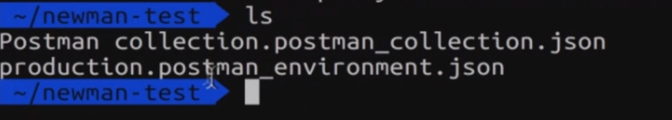 ~/newman-test ls
Postman collection.postman_collection.json
production.postman_environment.json
~/newman-test